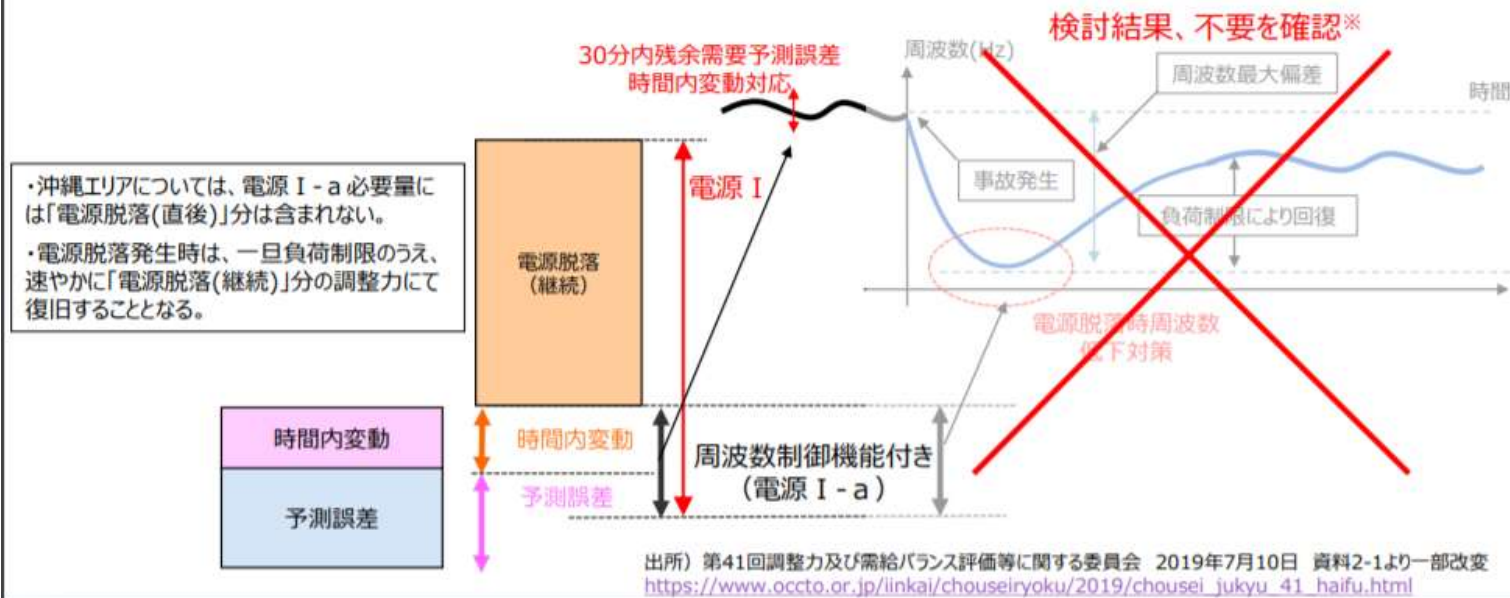 検討結果、不要を確認※
30分内残余需要予測誤差
時間内変動対応
周波数(Hz)
周波数最大偏差
時間
・沖縄エリアについては、電源Ⅰ-a必要量に
は「電源脱落(直後)」分は含まれない。
・電源脱落発生時は、一旦負荷制限のうえ、
速やかに「電源脱落(継続)」分の調整力にて
復旧することとなる。
電源Ⅰ
事故発生
負荷制限により回復
電源脱落
(継続)
電源脱落時周波数
低下対策
時間内変動
時間内変動
周波数制御機能付き
(電源Ⅰ-a)
予測誤差
予測誤差
出所）第41回調整力及び需給バランス評価等に関する委員会 2019年7月10日 資料2-1より一部改変
https://www.occto.or.jp/iinkai/chouseiryoku/2019/chousei_jukyu_41_haifu.html